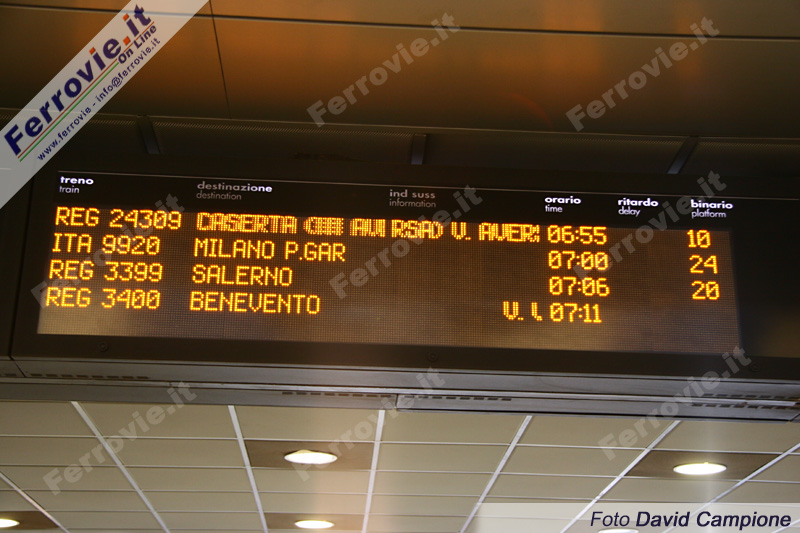 Ferrovie.it
On Line
www.ferrovie.it - info@ferrovie.it
treno destinazione ind suss orario ritardo binario
train destination information time delay platform
REG 24309 CASERTA V. AVERS 06:55 10
ITA 9920 MILANO P.GAR 07:00 24
REG 3399 SALERNO 07:06 20
REG 3400 BENEVENTO V. 07:11
Foto David Campione